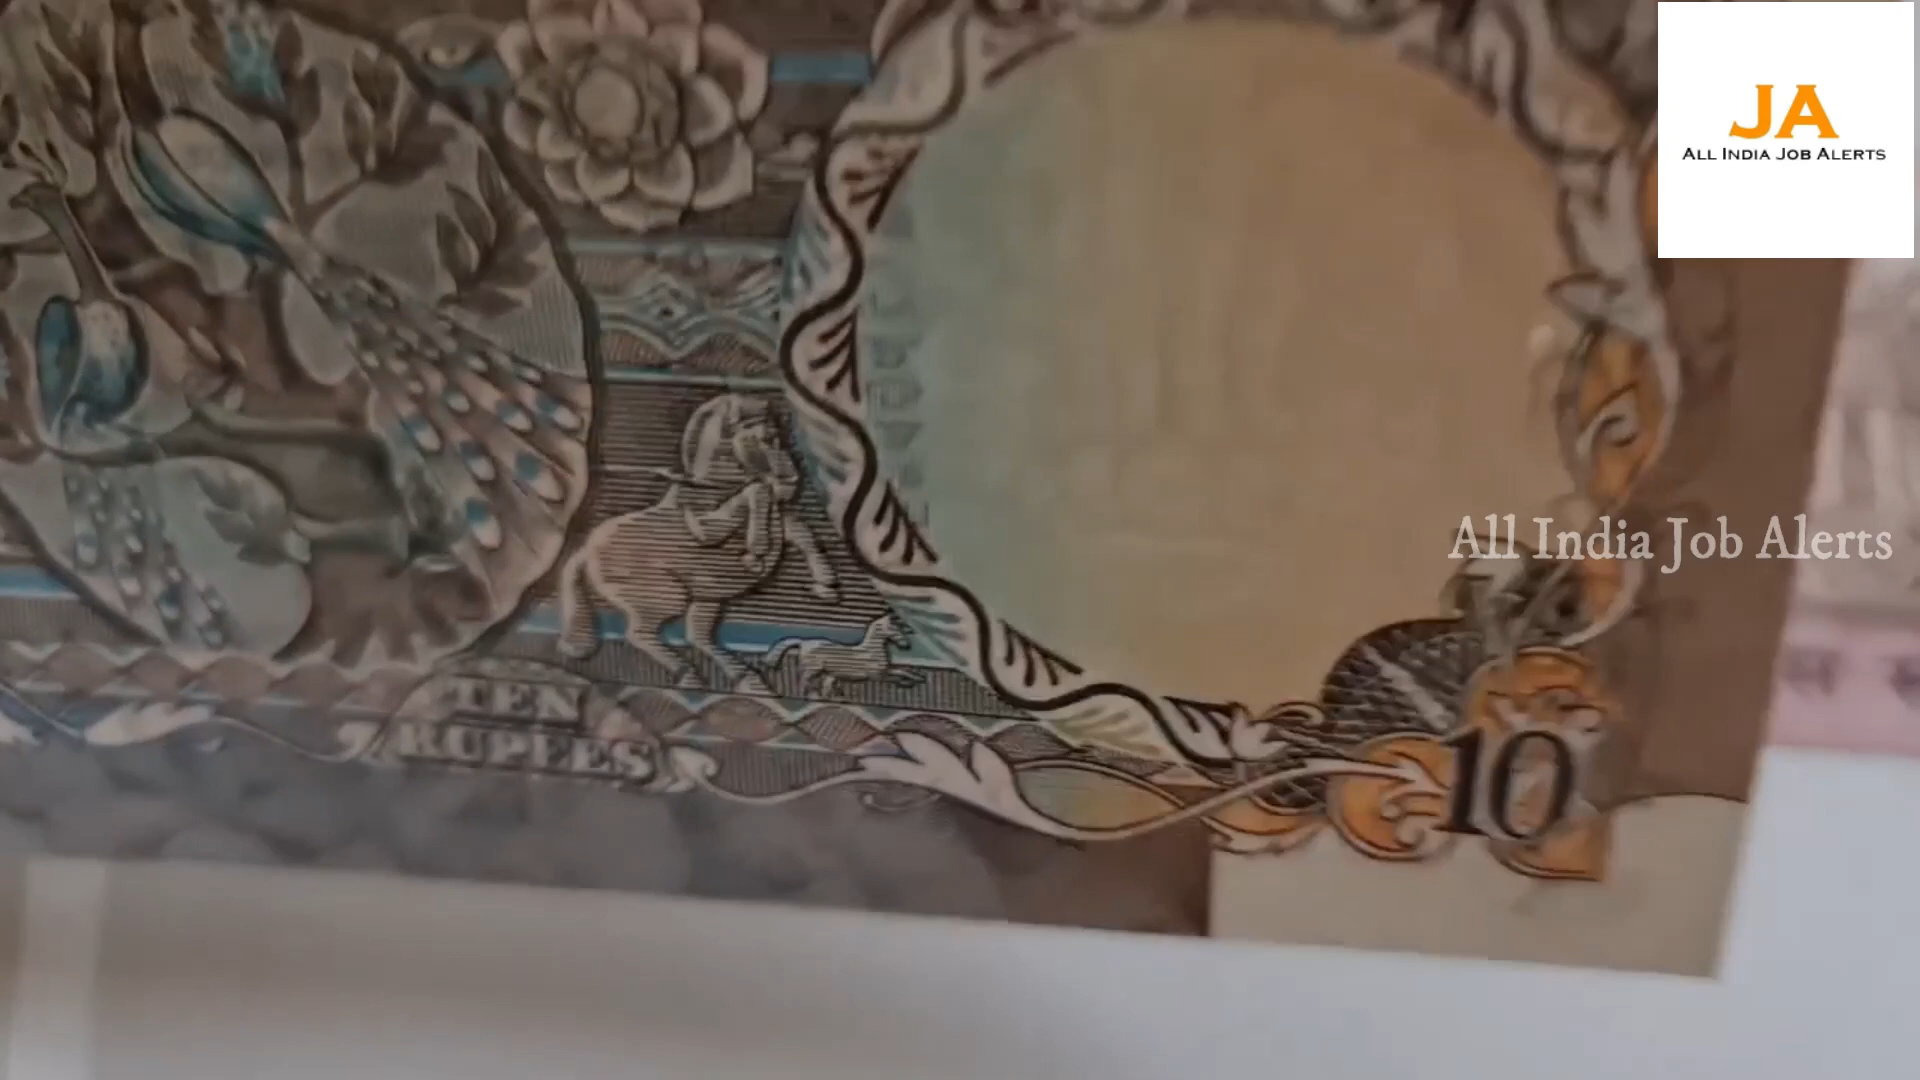 JA
ALL INDIA JOB ALERTS
All India Job Alerts
TEN
RUPEES
10